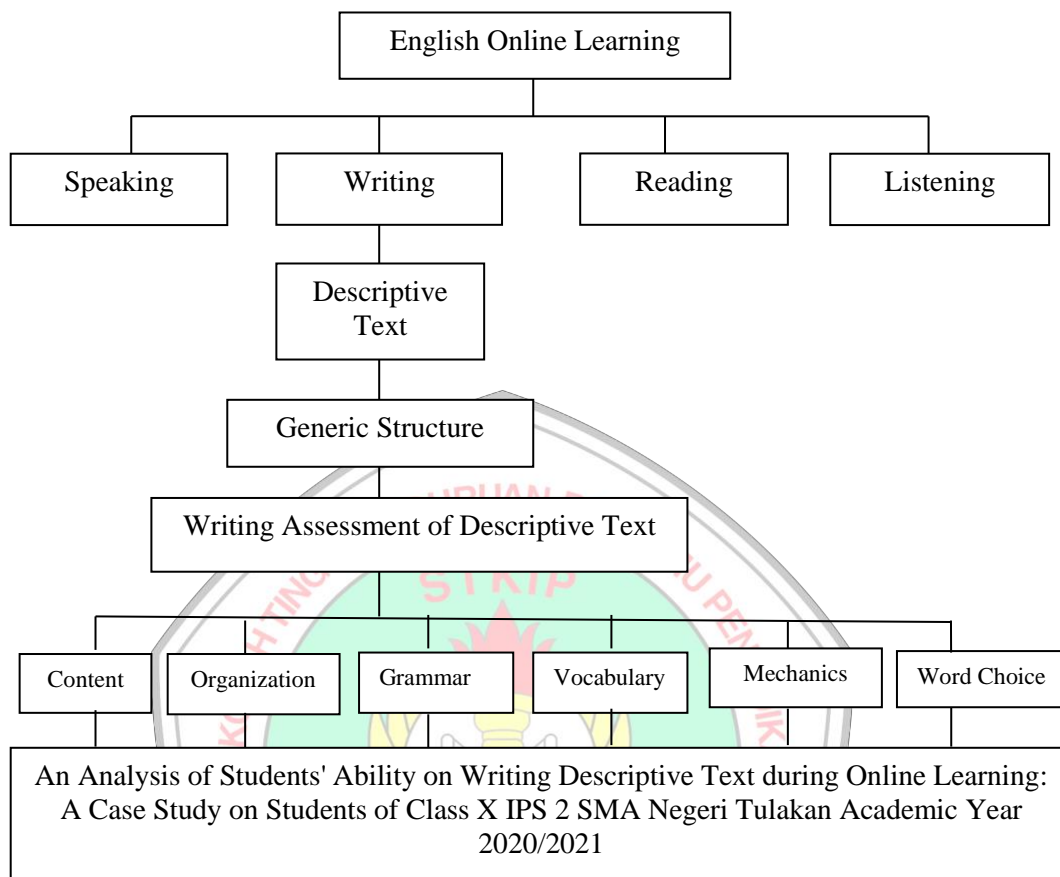 English Online Learning
Speaking
Writing
Reading
Listening
Descriptive
Text
Generic Structure
Writing Assessment of Descriptive Text
STKIP
Content
Organization
Grammar
Vocabulary
Mechanics
Word Choice
An Analysis of Students' Ability on Writing Descriptive Text during Online Learning:
A Case Study on Students of Class X IPS 2 SMA Negeri Tulakan Academic Year
2020/2021